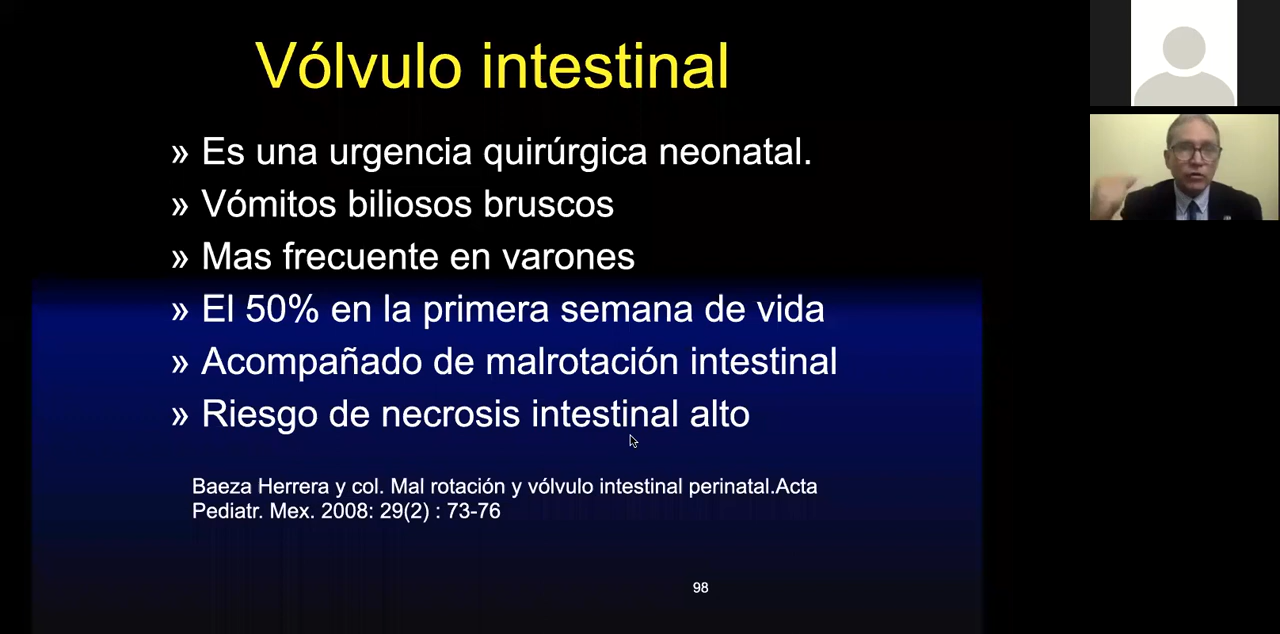 Vólvulo intestinal
» Es una urgencia quirúrgica neonatal.
» Vómitos biliosos bruscos
» Mas frecuente en varones
» El 50% en la primera semana de vida
» Acompañado de malrotación intestinal
» Riesgo de necrosis intestinal alto
Baeza Herrera y col. Mal rotación y vólvulo intestinal perinatal.Acta
Pediatr. Mex. 2008: 29(2) : 73-76
98